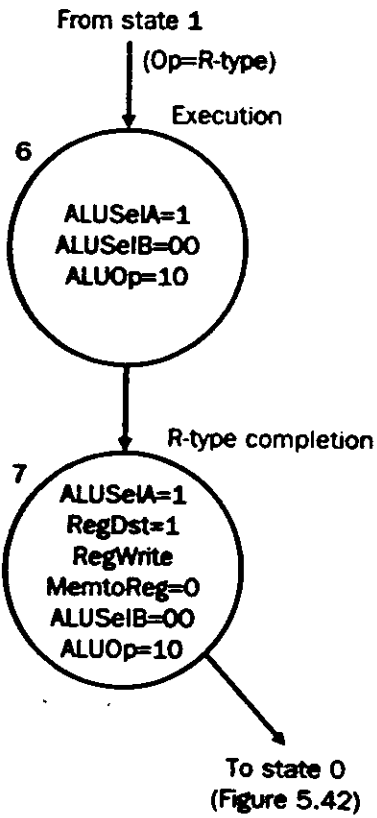 From state 1
(Op=R-type)
Execution
6
ALUSelA=1
ALUSelB=00
ALUOp=10
R-type completion
7
ALUSelA=1
RegDst=1
RegWrite
MemtoReg=0
ALUSelB=00
ALUOp=10
To state 0
(Figure 5.42)